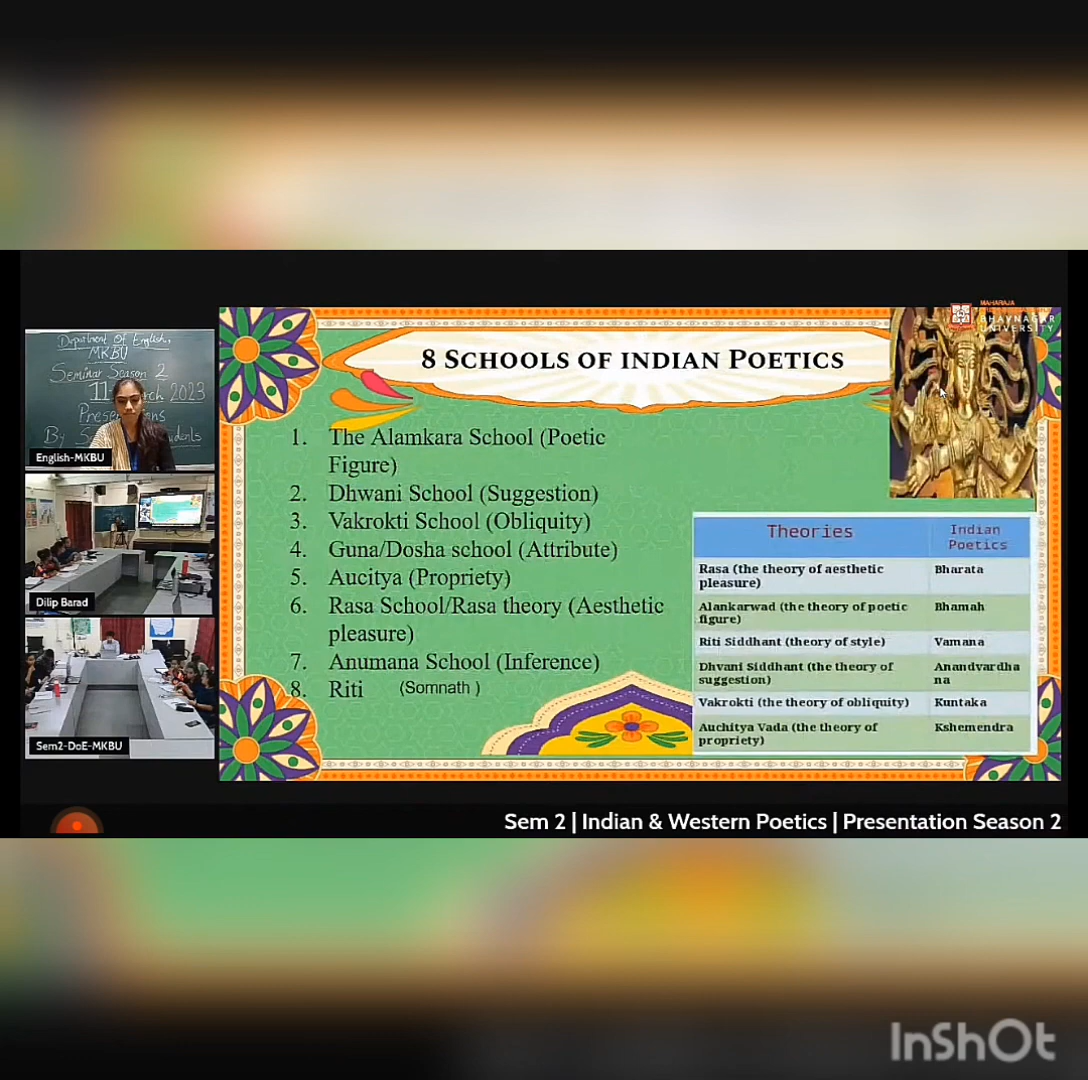 Department Of English,
MKBU
Seminar Season 2
11 March 2023
By
English-MKBU
Dilip Barad
Sem2-DoE-MKBU
MAHARAJA
BHAVNAGAR
UNIVERSITY
8 SCHOOLS OF INDIAN POETICS
1. The Alamkara School (Poetic
Figure)
2. Dhwani School (Suggestion)
3. Vakrokti School (Obliquity)
4. Guna/Dosha school (Attribute)
5. Aucitya (Propriety)
6. Rasa School/Rasa theory (Aesthetic
pleasure)
7. Anumana School (Inference)
8. Riti (Somnath )
Theories Indian
Poetics
Rasa (the theory of aesthetic Bharata
pleasure)
Alankarwad (the theory of poetic Bhamah
figure)
Riti Siddhant (theory of style) Vamana
Dhvani Siddhant (the theory of Anandvardha
suggestion) na
Vakrokti (the theory of obliquity) Kuntaka
Auchitya Vada (the theory of Kshemendra
propriety)
Sem 2 | Indian & Western Poetics | Presentation Season 2
InShOt